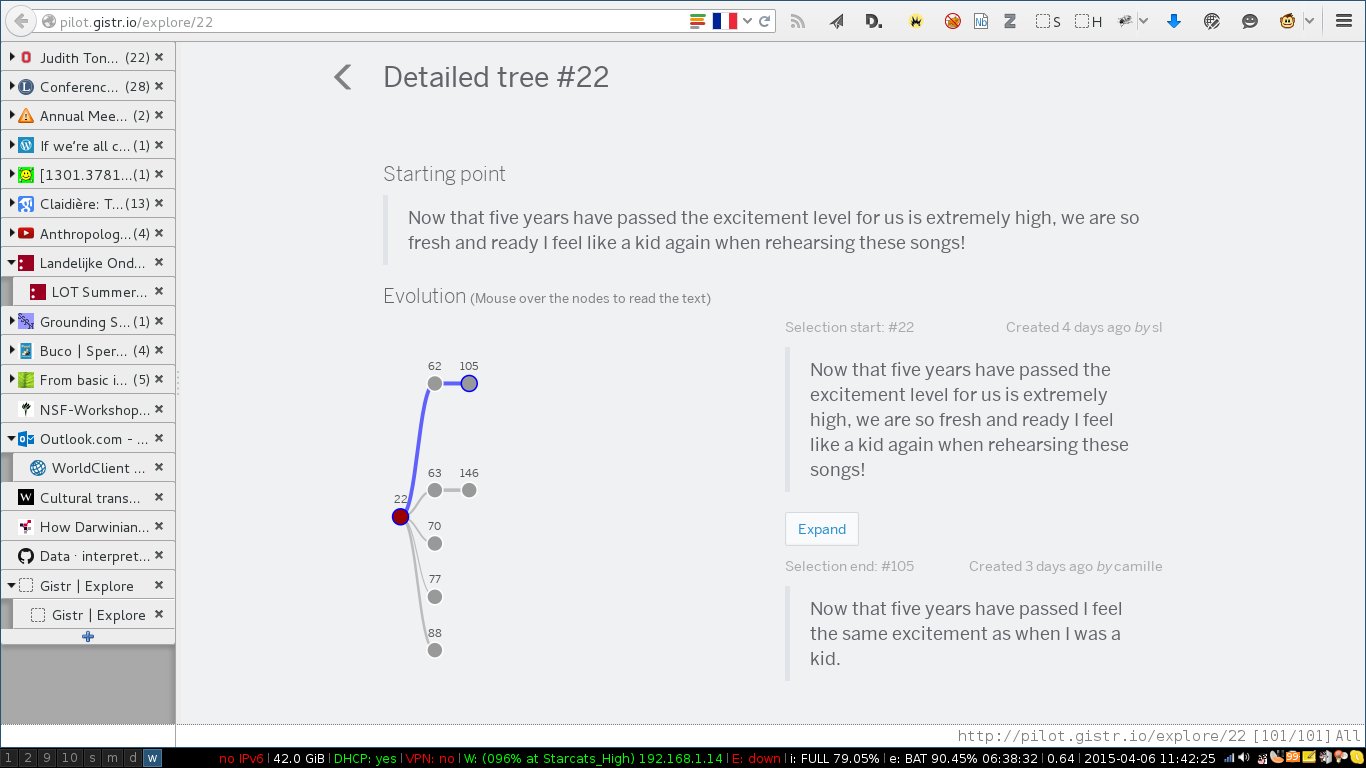 pilot.gistr.io/explore/22
S
H
Judith Ton... (22)
Conferenc... (28)
Annual Mee... (2)
If we're all c... (1)
[1301.3781... (1)
Claidière: T... (13)
Anthropolog... (4)
Landelijke Ond...
LOT Summer...
Grounding S... (1)
Buco | Sper... (4)
From basic i... (5)
NSF-Workshop...
Outlook.com - ...
WorldClient ...
Cultural trans...
How Darwinian...
Data · interpret...
Gistr | Explore
Gistr | Explore
Detailed tree #22
Starting point
Now that five years have passed the excitement level for us is extremely high, we are so
fresh and ready I feel like a kid again when rehearsing these songs!
Evolution (Mouse over the nodes to read the text)
62 105
63 146
22
70
77
88
Selection start: #22 Created 4 days ago by sl
Now that five years have passed the
excitement level for us is extremely
high, we are so fresh and ready I feel
like a kid again when rehearsing these
songs!
Expand
Selection end: #105 Created 3 days ago by camille
Now that five years have passed I feel
the same excitement as when I was a
kid.
http://pilot.gistr.io/explore/22 [101/101] All
1 2 9 10 s m d w
no IPv6 | 42.0 GiB | DHCP: yes | VPN: no | W: (096% at Starcats_High) 192.168.1.14 | E: down | i: FULL 79.05% | e: BAT 90.45% 06:38:32 | 0.64 | 2015-04-06 11:42:25